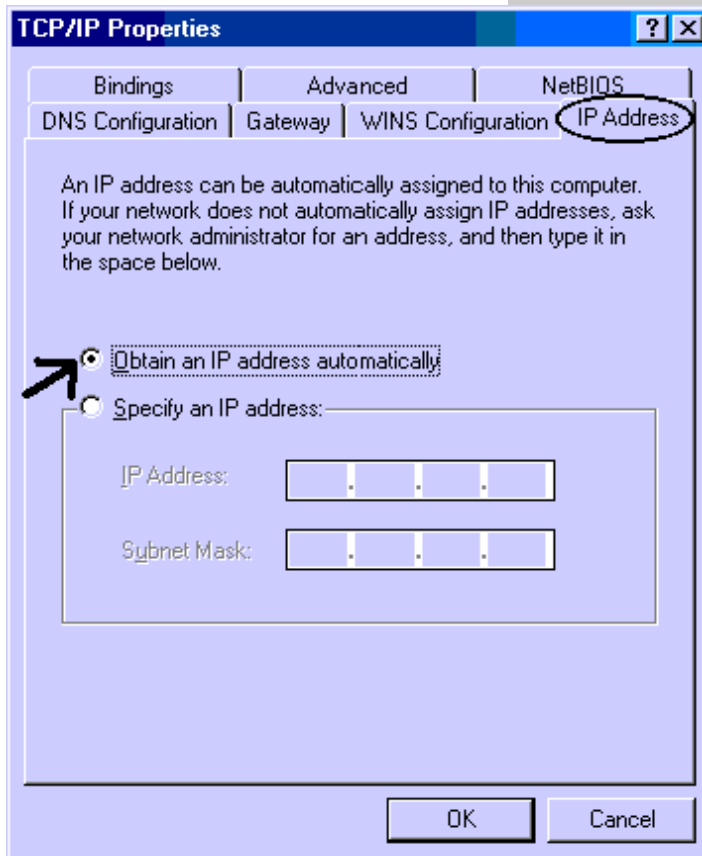 TCP/IP Properties
Bindings Advanced NetBIOS
DNS Configuration Gateway WINS Configuration IP Address
An IP address can be automatically assigned to this computer.
If your network does not automatically assign IP addresses, ask
your network administrator for an address, and then type it in
the space below.
Obtain an IP address automatically
Specify an IP address:
IP Address:
Subnet Mask:
OK Cancel